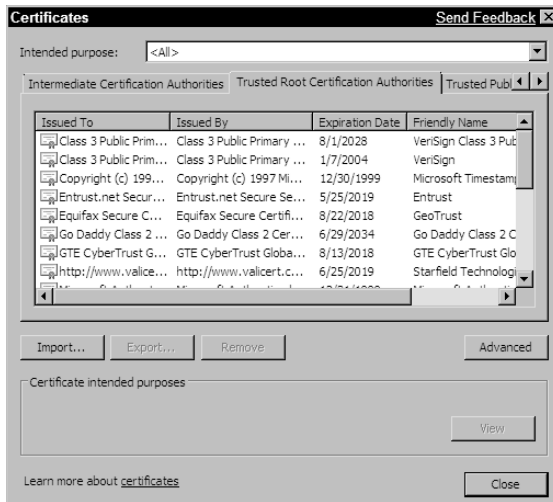 Certificates Send Feedback
Intended purpose: <All>
Intermediate Certification Authorities Trusted Root Certification Authorities Trusted Publ
Issued To Issued By Expiration Date Friendly Name
Class 3 Public Prim... Class 3 Public Primary ... 8/1/2028 VeriSign Class 3 Pub
Class 3 Public Prim... Class 3 Public Primary ... 1/7/2004 VeriSign
Copyright (c) 199... Copyright (c) 1997 Mi... 12/30/1999 Microsoft Timestam
Entrust.net Secur... Entrust.net Secure Se... 5/25/2019 Entrust
Equifax Secure C... Equifax Secure Certifi... 8/22/2018 GeoTrust
Go Daddy Class 2 ... Go Daddy Class 2 Cer... 6/29/2034 Go Daddy Class 2 C
GTE CyberTrust G... GTE CyberTrust Globa... 8/13/2018 GTE CyberTrust Glo
http://www.valice... http://www.valicert.c... 6/25/2019 Starfield Technologi
Import... Export... Remove Advanced
Certificate intended purposes
View
Learn more about certificates Close